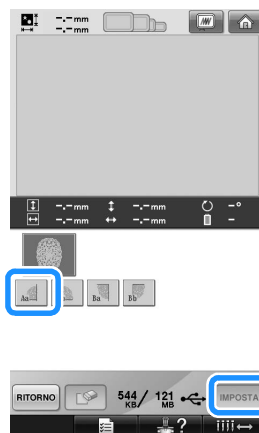 -.-mm
-.-mm
-.-mm -.-mm -°
-.-mm -.-mm -
Aa Ba Bb
RITORNO 544 KB/ 121 MB IMPOSTA
?